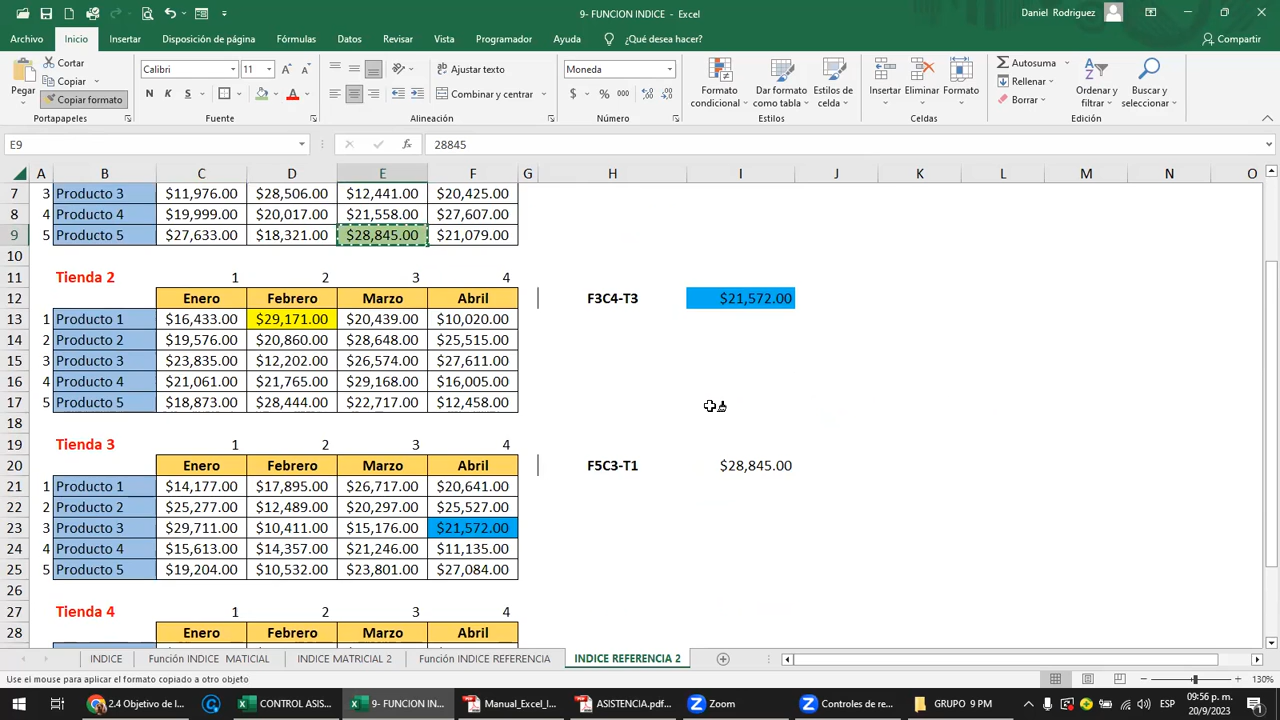 9- FUNCION INDICE - Excel
Daniel Rodriguez
Archivo Inicio Insertar Disposición de página Fórmulas Datos Revisar Vista Programador Ayuda ¿Qué desea hacer? Compartir
Pegar
Cortar
Copiar
Copiar formato
Portapapeles
Calibri 11
N K S
Fuente
Ajustar texto
Combinar y centrar
Alineación
Moneda
$ % 000
Número
Formato condicional
Dar formato como tabla
Estilos de celda
Estilos
Insertar Eliminar Formato
Celdas
Autosuma
Rellenar
Borrar
Ordenar y filtrar
Buscar y seleccionar
Edición
E9 fx 28845
A B C D E F G H I J K L M N O
7 3 Producto 3 $11,976.00 $28,506.00 $12,441.00 $20,425.00
8 4 Producto 4 $19,999.00 $20,017.00 $21,558.00 $27,607.00
9 5 Producto 5 $27,633.00 $18,321.00 $28,845.00 $21,079.00
10
11 Tienda 2 1 2 3 4
12 Enero Febrero Marzo Abril F3C4-T3 $21,572.00
13 1 Producto 1 $16,433.00 $29,171.00 $20,439.00 $10,020.00
14 2 Producto 2 $19,576.00 $20,860.00 $28,648.00 $25,515.00
15 3 Producto 3 $23,835.00 $12,202.00 $26,574.00 $27,611.00
16 4 Producto 4 $21,061.00 $21,765.00 $29,168.00 $16,005.00
17 5 Producto 5 $18,873.00 $28,444.00 $22,717.00 $12,458.00
18
19 Tienda 3 1 2 3 4
20 Enero Febrero Marzo Abril F5C3-T1 $28,845.00
21 1 Producto 1 $14,177.00 $17,895.00 $26,717.00 $20,641.00
22 2 Producto 2 $25,277.00 $12,489.00 $20,297.00 $25,527.00
23 3 Producto 3 $29,711.00 $10,411.00 $15,176.00 $21,572.00
24 4 Producto 4 $15,613.00 $14,357.00 $21,246.00 $11,135.00
25 5 Producto 5 $19,204.00 $10,532.00 $23,801.00 $27,084.00
26
27 Tienda 4 1 2 3 4
28 Enero Febrero Marzo Abril
INDICE Función INDICE MATICIAL INDICE MATRICIAL 2 Función INDICE REFERENCIA INDICE REFERENCIA 2
Use el mouse para aplicar el formato copiado a otro objeto 130%
2.4 Objetivo de l... CONTROL ASIS... 9- FUNCION IN... Manual_Excel_I... ASISTENCIA.pdf... Zoom Controles de re... GRUPO 9 PM ESP 09:56 p. m.
20/9/2023